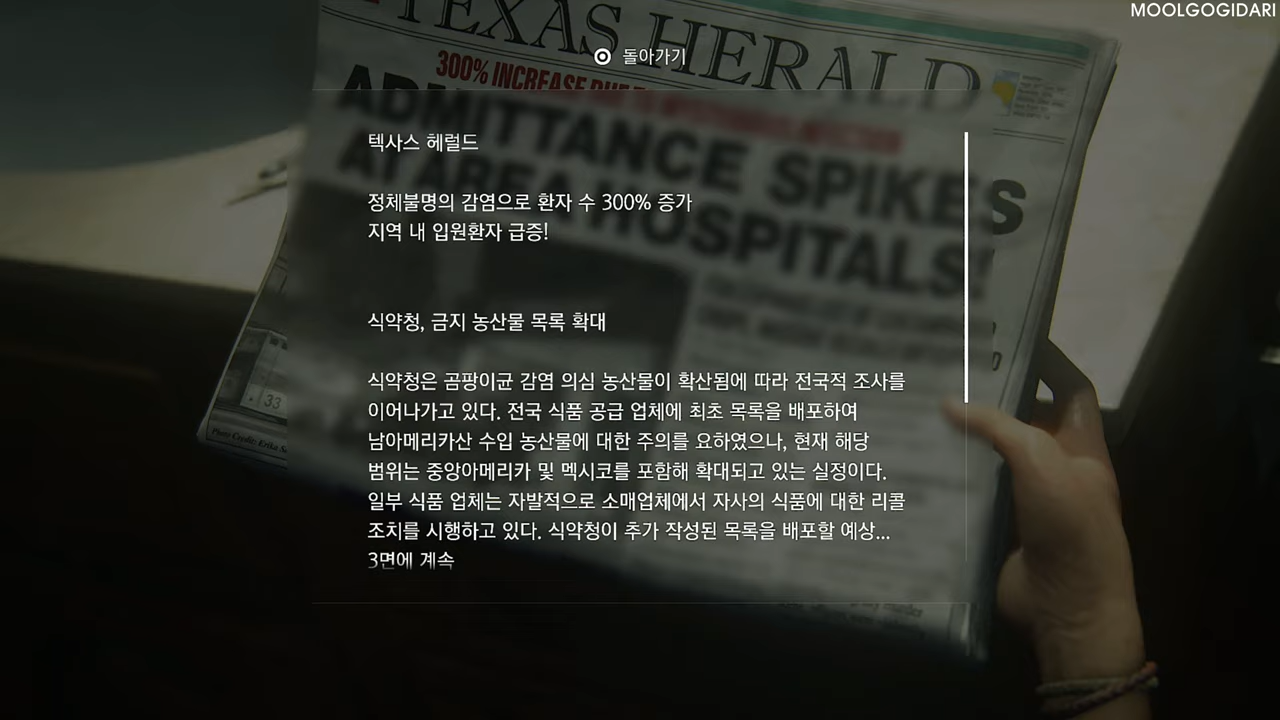 MOOLGOGIDARI
TEXAS HERALD
돌아가기
300% INCREASE DUE TO MYSTERIOUS INFECTION
ADMITTANCE SPIKES
AT AREA HOSPITALS!
텍사스 헤럴드
정체불명의 감염으로 환자 수 300% 증가
지역 내 입원환자 급증!
식약청, 금지 농산물 목록 확대
식약청은 곰팡이균 감염 의심 농산물이 확산됨에 따라 전국적 조사를
이어나가고 있다. 전국 식품 공급 업체에 최초 목록을 배포하여
남아메리카산 수입 농산물에 대한 주의를 요하였으나, 현재 해당
범위는 중앙아메리카 및 멕시코를 포함해 확대되고 있는 실정이다.
일부 식품 업체는 자발적으로 소매업체에서 자사의 식품에 대한 리콜
조치를 시행하고 있다. 식약청이 추가 작성된 목록을 배포할 예상...
3면에 계속
33
Photo Credit: Erika